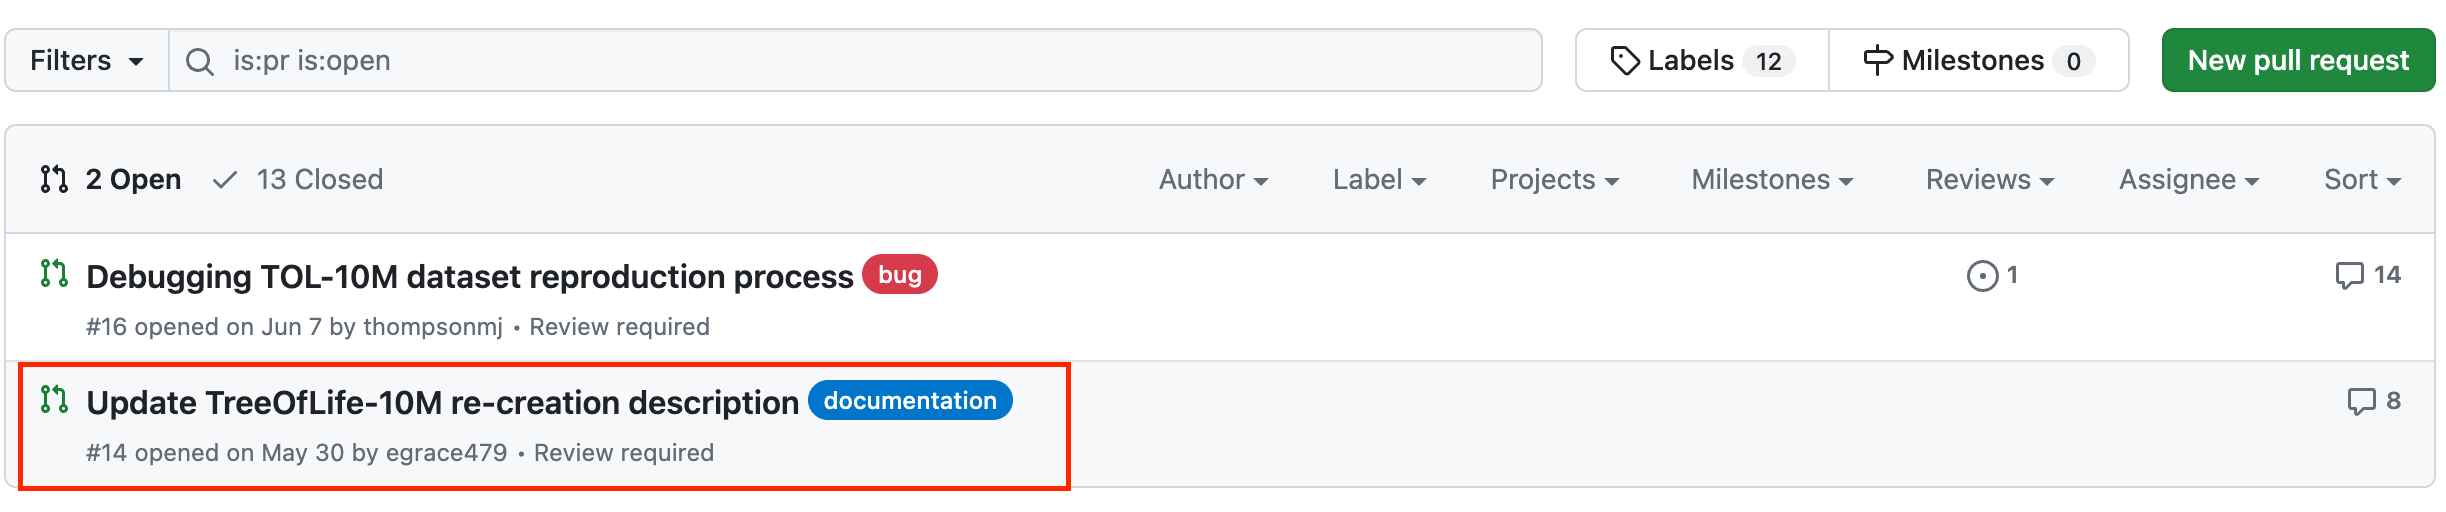 Filters is:pr is:open Labels 12 Milestones 0 New pull request
2 Open 13 Closed Author Label Projects Milestones Reviews Assignee Sort
Debugging TOL-10M dataset reproduction process bug 1 14
#16 opened on Jun 7 by thompsonmj • Review required
Update TreeOfLife-10M re-creation description documentation 8
#14 opened on May 30 by egrace479 • Review required